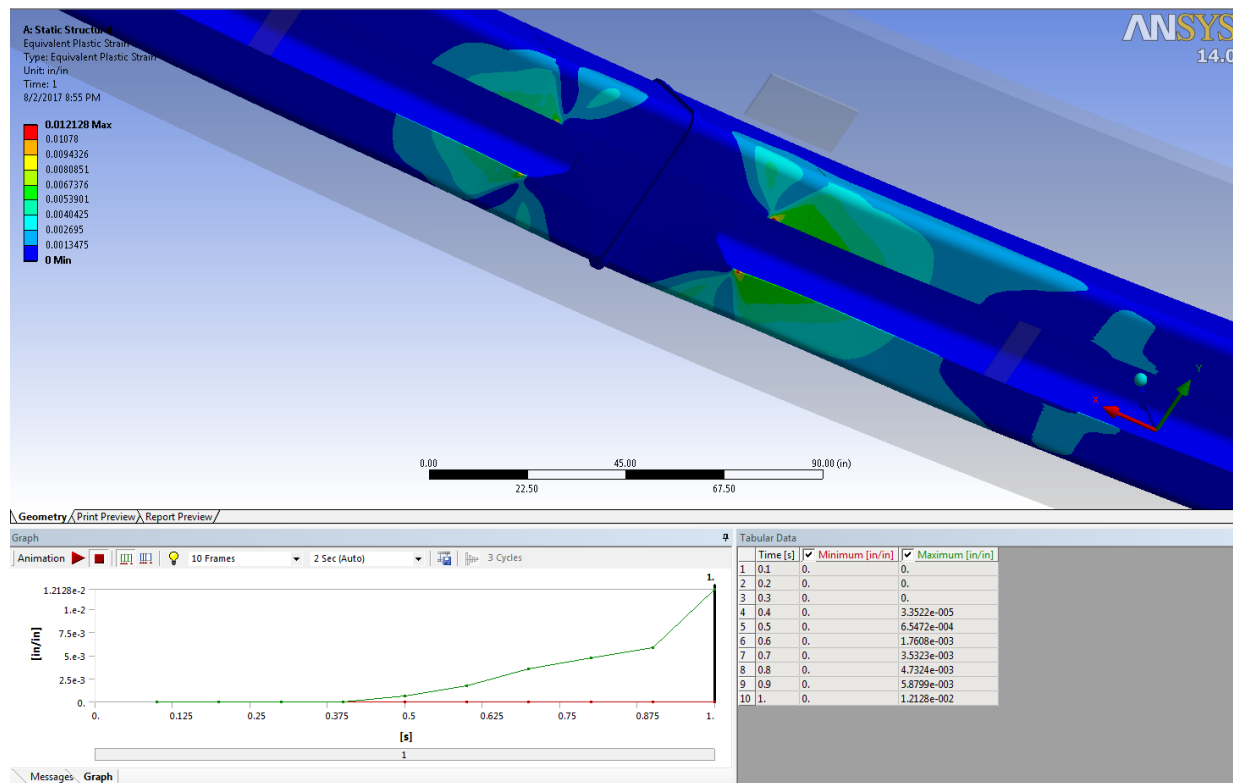 A: Static Structural
Equivalent Plastic Strain
Type: Equivalent Plastic Strain
Unit: in/in
Time: 1
8/2/2017 8:55 PM
0.012128 Max
0.01078
0.0094326
0.0080851
0.0067376
0.0053901
0.0040425
0.002695
0.0013475
0 Min
ANSYS
14.0
X
Y
0.00
45.00
90.00 (in)
22.50
67.50
Geometry Print Preview Report Preview
Graph
Animation
10 Frames
2 Sec (Auto)
3 Cycles
1.
1.2128e-2
1.e-2
7.5e-3
5.e-3
2.5e-3
0.
[in/in]
0. 0.125 0.25 0.375 0.5 0.625 0.75 0.875 1.
[s]
1
Messages Graph
Tabular Data
Time [s] Minimum [in/in] Maximum [in/in]
1 0.1 0. 0.
2 0.2 0. 0.
3 0.3 0. 0.
4 0.4 0. 3.3522e-005
5 0.5 0. 6.5472e-004
6 0.6 0. 1.7608e-003
7 0.7 0. 3.5323e-003
8 0.8 0. 4.7324e-003
9 0.9 0. 5.8799e-003
10 1. 0. 1.2128e-002